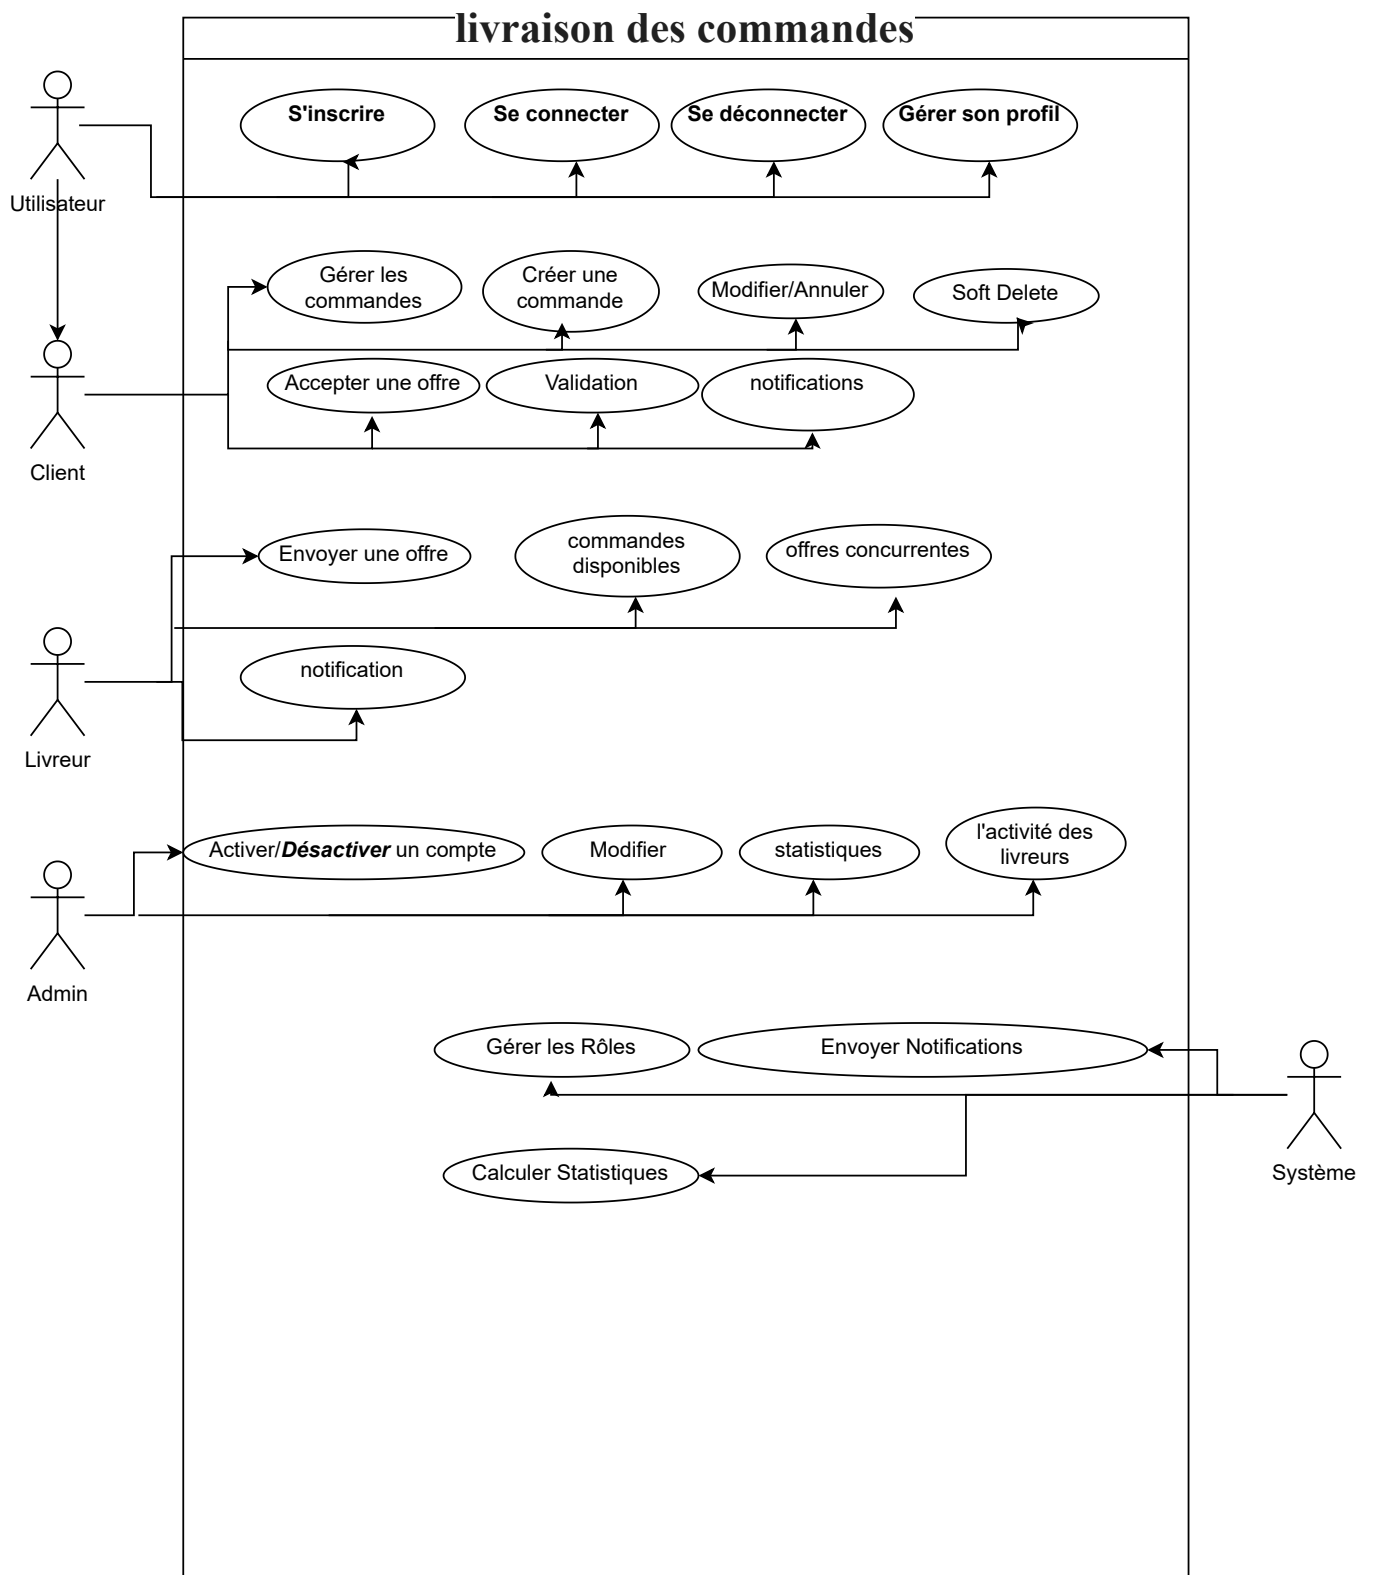 livraison des commandes
S'inscrire
Se connecter
Se déconnecter
Gérer son profil
Utilisateur
Gérer les
commandes
Créer une
commande
Modifier/Annuler
Soft Delete
Accepter une offre
Validation
notifications
Client
Envoyer une offre
commandes
disponibles
offres concurrentes
notification
Livreur
Activer/Désactiver un compte
Modifier
statistiques
l'activité des
livreurs
Admin
Gérer les Rôles
Envoyer Notifications
Calculer Statistiques
Système